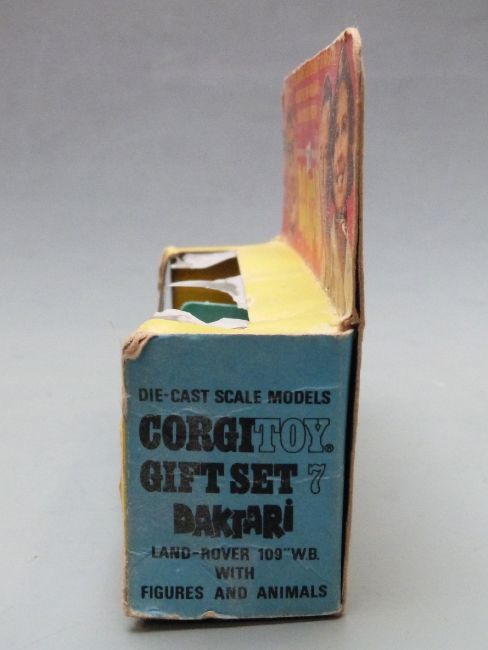 DIE-CAST SCALE MODELS
CORGI TOY®
GIFT SET 7
DAKTARI
LAND-ROVER 109" W.B.
WITH
FIGURES AND ANIMALS